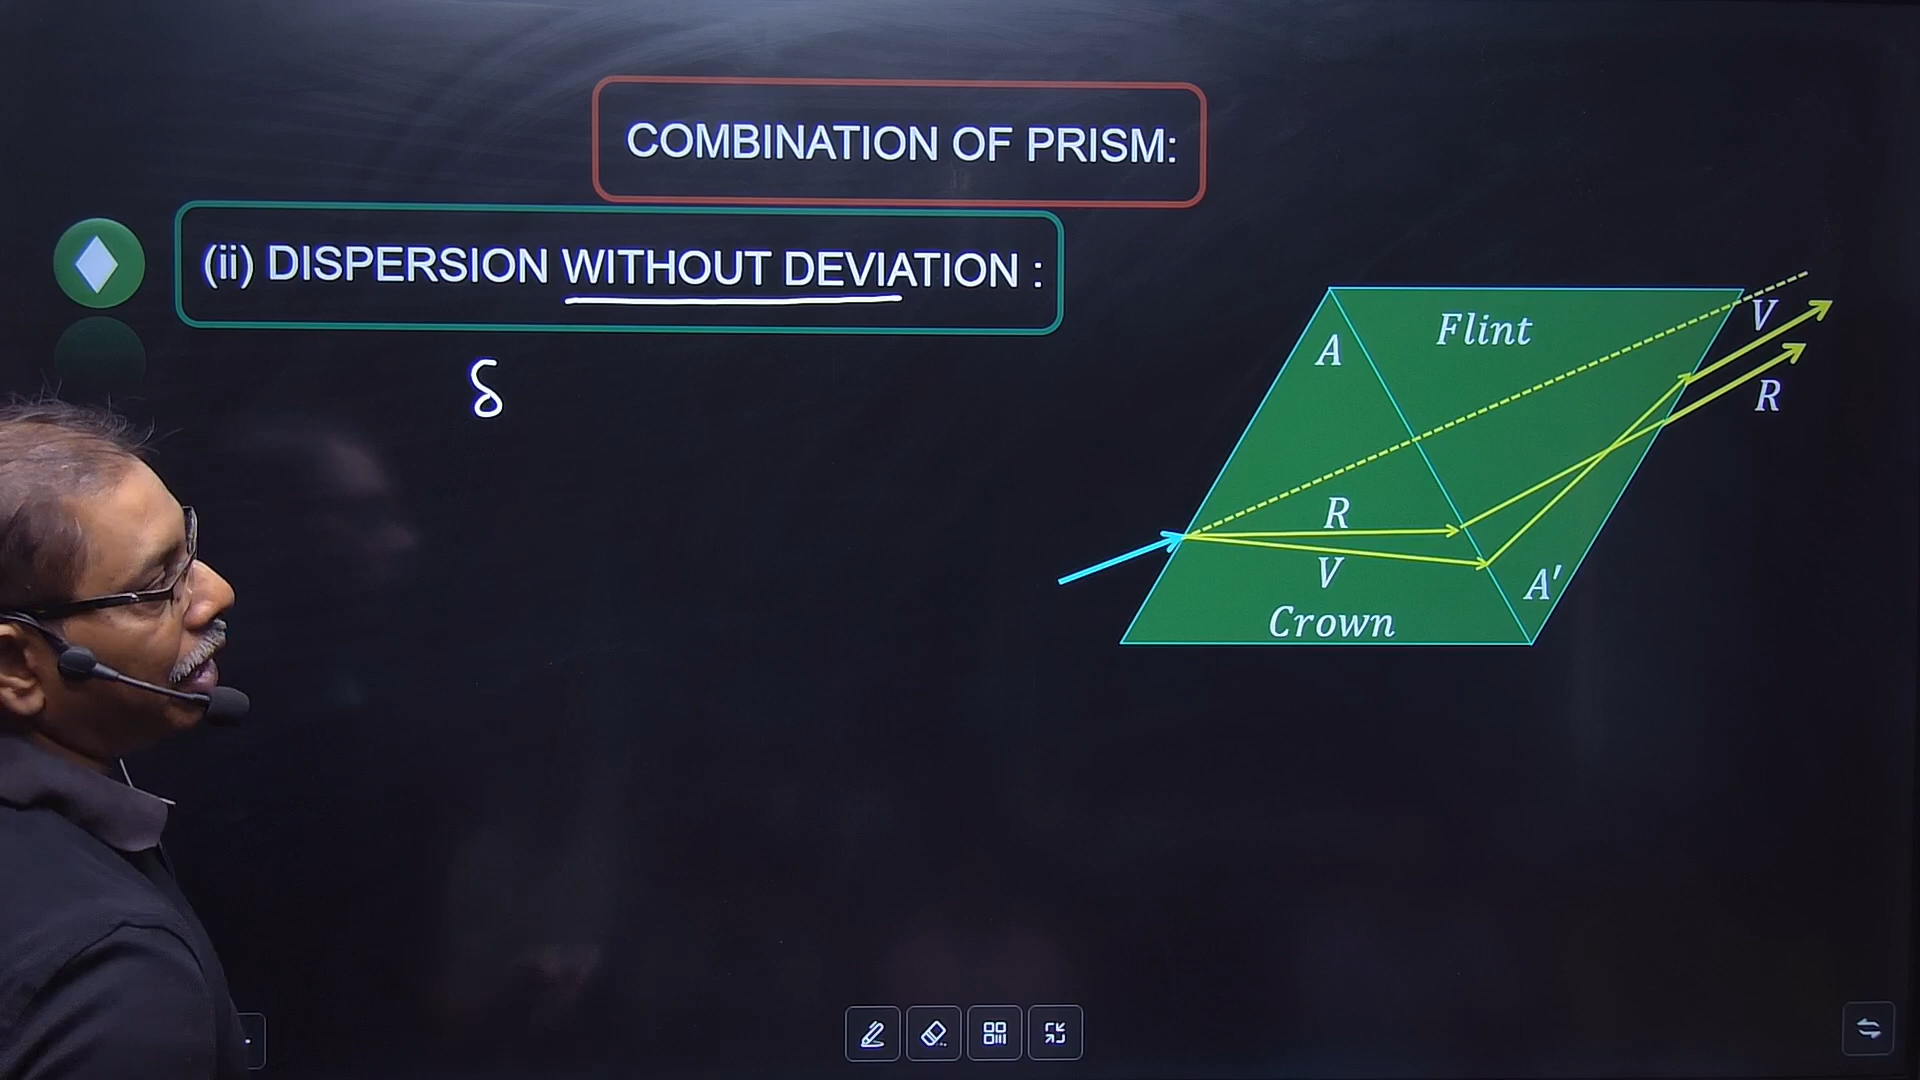 COMBINATION OF PRISM:
(ii) DISPERSION WITHOUT DEVIATION :
δ
A
Flint
V
R
R
V
A′
Crown